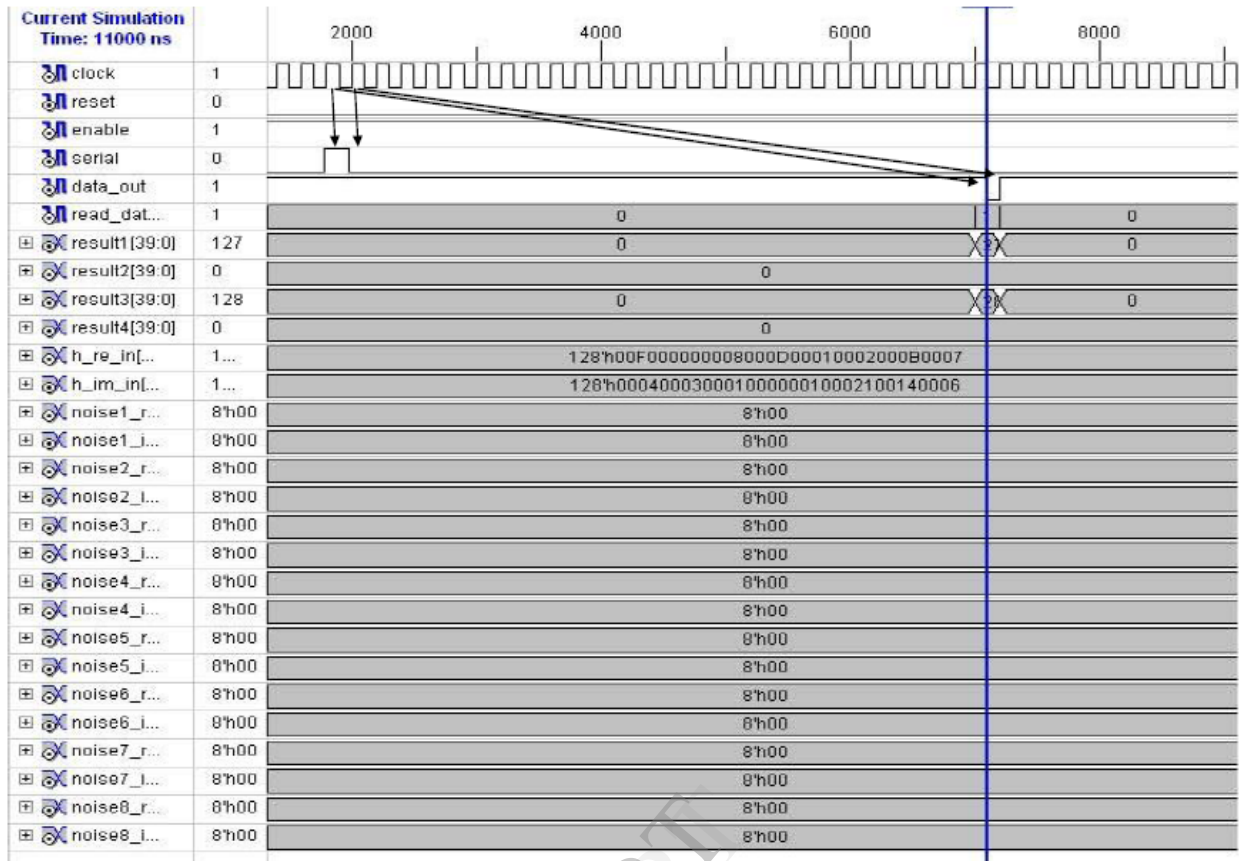 Current Simulation
Time: 11000 ns
2000 4000 6000 8000
clock 1
reset 0
enable 1
serial 0
data_out 1
read_dat... 1 0 1 0
result1[39:0] 127 0 0
result2[39:0] 0 0
result3[39:0] 128 0 0
result4[39:0] 0 0
h_re_in[... 1... 128'h00F000000008000D00010002000B0007
h_im_in[... 1... 128'h00040003000100000010002100140006
noise1_r... 8'h00 8'h00
noise1_i... 8'h00 8'h00
noise2_r... 8'h00 8'h00
noise2_i... 8'h00 8'h00
noise3_r... 8'h00 8'h00
noise3_i... 8'h00 8'h00
noise4_r... 8'h00 8'h00
noise4_i... 8'h00 8'h00
noise5_r... 8'h00 8'h00
noise5_i... 8'h00 8'h00
noise6_r... 8'h00 8'h00
noise6_i... 8'h00 8'h00
noise7_r... 8'h00 8'h00
noise7_i... 8'h00 8'h00
noise8_r... 8'h00 8'h00
noise8_i... 8'h00 8'h00